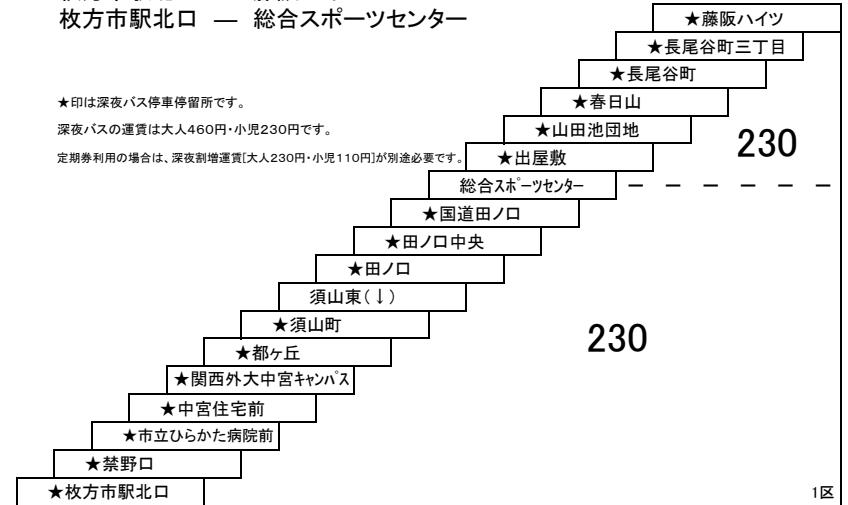 枚方市駅北口 ― 総合スポーツセンター
★藤阪ハイツ
★長尾谷町三丁目
★長尾谷町
★印は深夜バス停車停留所です。
★春日山
深夜バスの運賃は大人460円・小児230円です。
★山田池団地
230
定期券利用の場合は、深夜割増運賃[大人230円・小児110円]が別途必要です。
★出屋敷
総合スポーツセンター
★国道田ノ口
★田ノ口中央
★田ノ口
須山東(↓)
★須山町
230
★都ヶ丘
★関西外大中宮キャンパス
★中宮住宅前
★市立ひらかた病院前
★禁野口
★枚方市駅北口
1区